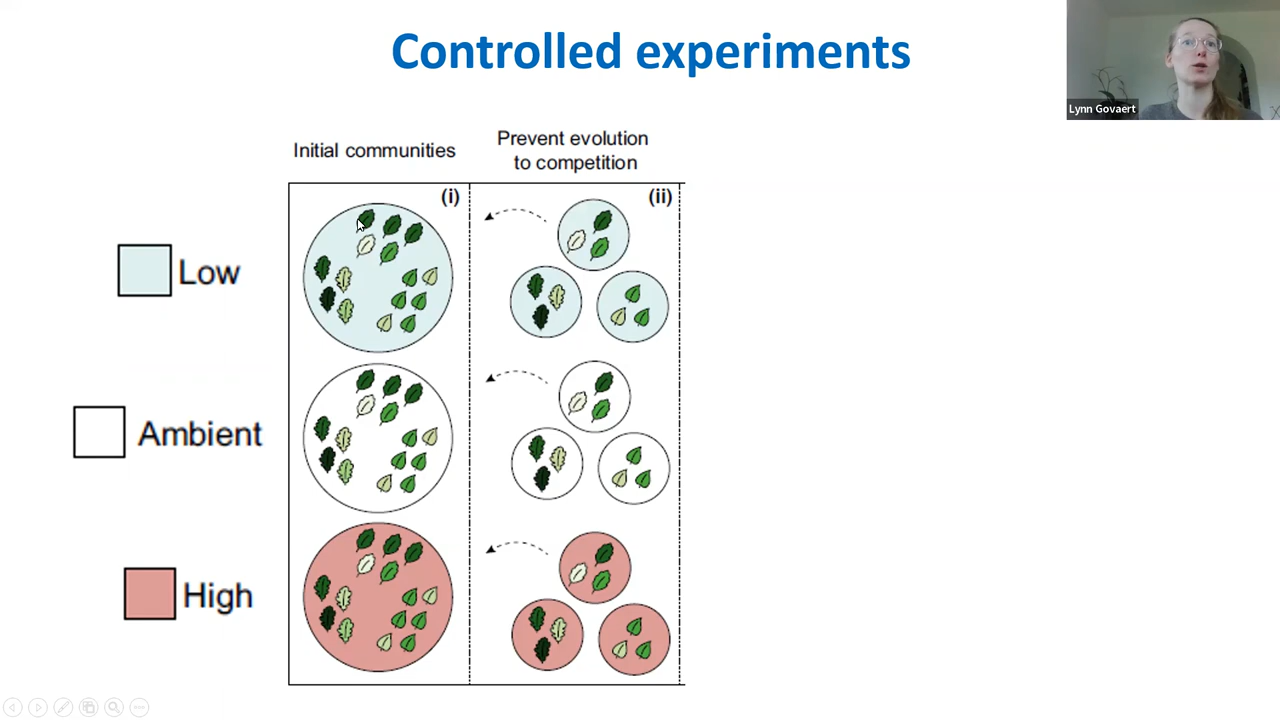 Controlled experiments
Lynn Govaert
Initial communities
Prevent evolution
to competition
(i)
(ii)
Low
Ambient
High